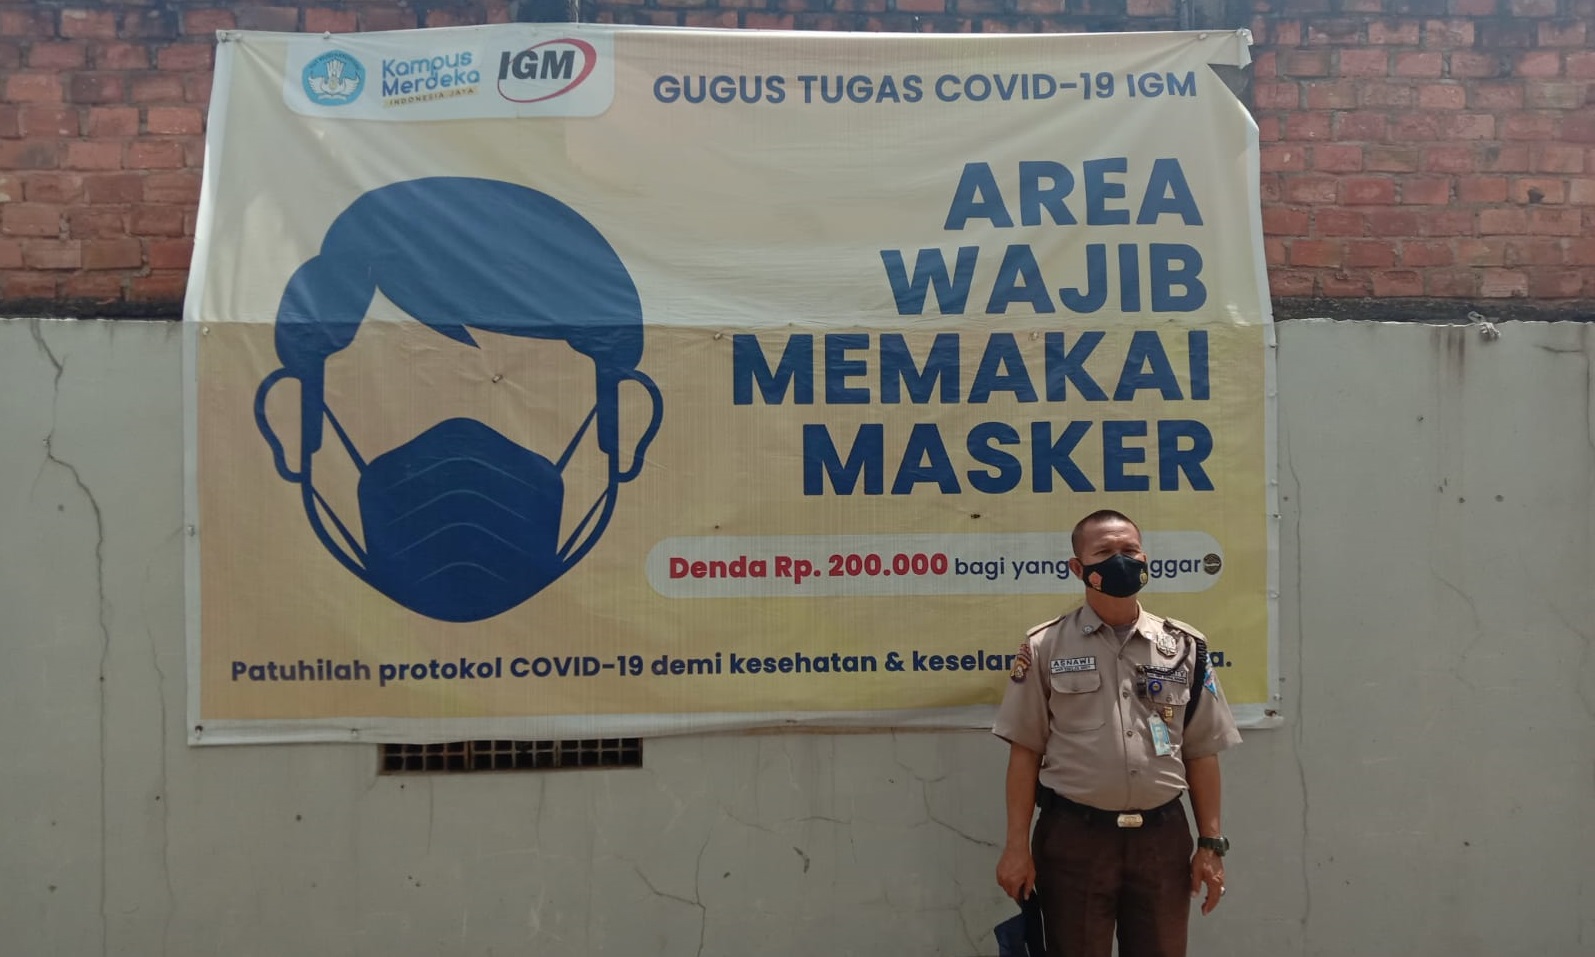 Kampus
Merdeka
INDONESIA JAYA
IGM
GUGUS TUGAS COVID-19 IGM
AREA
WAJIB
MEMAKAI
MASKER
Denda Rp. 200.000 bagi yang ggar
Patuhilah protokol COVID-19 demi kesehatan & keselam a.
ASNAWI